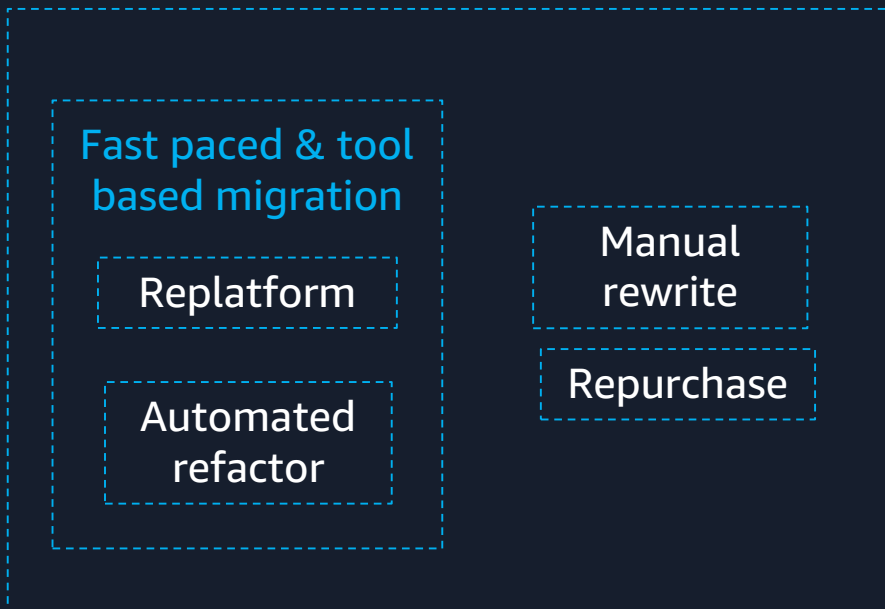 Fast paced & tool
based migration
Replatform
Automated
refactor
Manual
rewrite
Repurchase